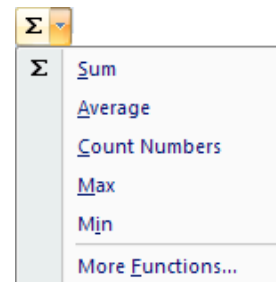 Σ
Σ Sum
Average
Count Numbers
Max
Min
More Functions...